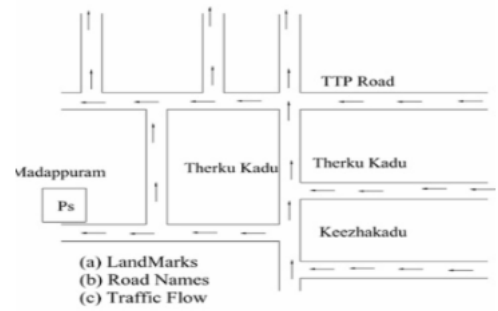 TTP Road
Therku Kadu
Therku Kadu
Madappuram
Ps
Keezhakadu
(a) LandMarks
(b) Road Names
(c) Traffic Flow